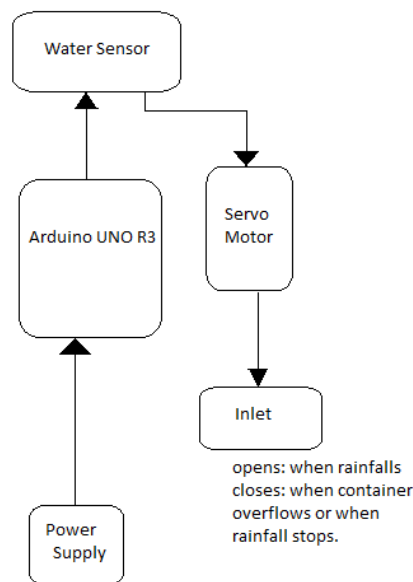 Water Sensor
Arduino UNO R3
Servo
Motor
Inlet
opens: when rainfalls
closes: when container
overflows or when
rainfall stops.
Power
Supply